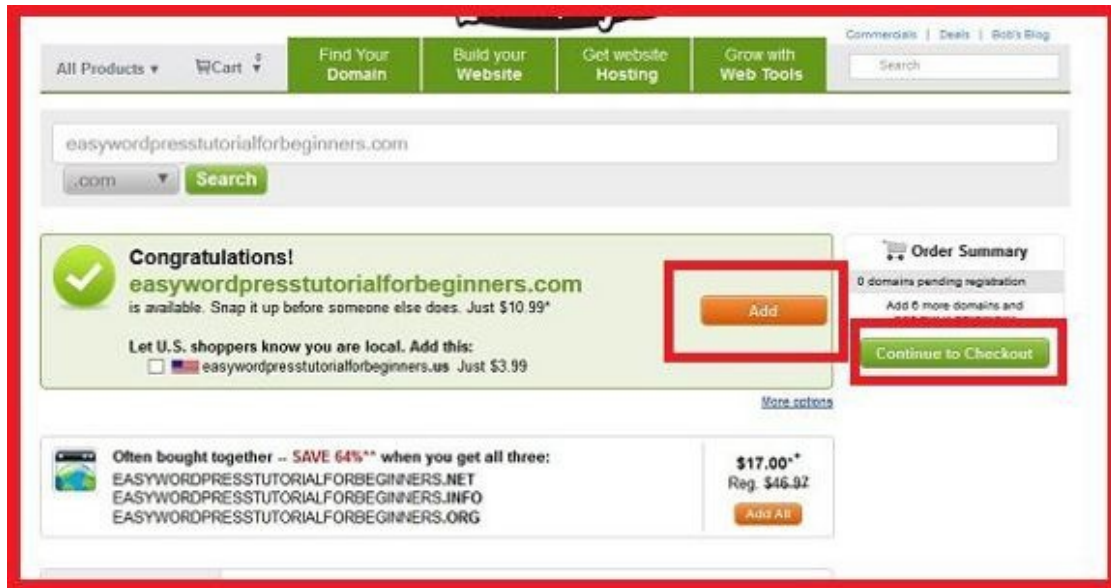 Commercials | Deals | Bob's Blog
All Products ▾ Cart 0 ▾
Find Your Domain
Build your Website
Get website Hosting
Grow with Web Tools
Search
easywordpresstutorialforbeginners.com
.com ▼ Search
Congratulations!
easywordpresstutorialforbeginners.com
is available. Snap it up before someone else does. Just $10.99*
Add
Let U.S. shoppers know you are local. Add this:
easywordpresstutorialforbeginners.us Just $3.99
More options
Order Summary
0 domains pending registration
Add 6 more domains and
Continue to Checkout
Often bought together -- SAVE 64%** when you get all three:
EASYWORDPRESSTUTORIALFORBEGINNERS.NET
EASYWORDPRESSTUTORIALFORBEGINNERS.INFO
EASYWORDPRESSTUTORIALFORBEGINNERS.ORG
$17.00**
Reg. $46.97
Add All